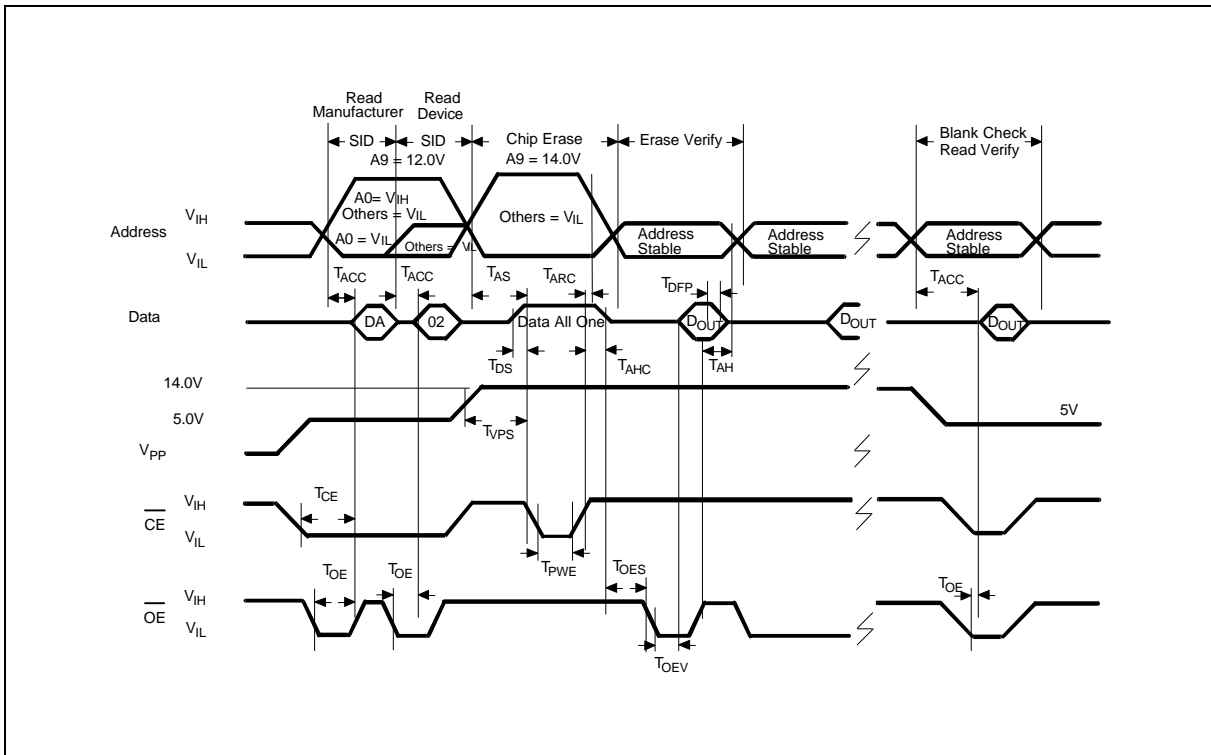 Read Manufacturer
Read Device
SID
SID
Chip Erase
Erase Verify
Blank Check
Read Verify
A9 = 12.0V
A9 = 14.0V
A0= VIH
Others = VIL
A0 = VIL
Others = VIL
Others = VIL
Address
VIH
VIL
Address Stable
Address Stable
Address Stable
TACC
TACC
TAS
TARC
TDFP
TACC
Data
DA
02
Data All One
DOUT
DOUT
DOUT
TDS
TAHC
TAH
14.0V
5.0V
VPP
TVPS
5V
CE
VIH
VIL
TCE
TPWE
OE
VIH
VIL
TOE
TOE
TOES
TOEV
TOE